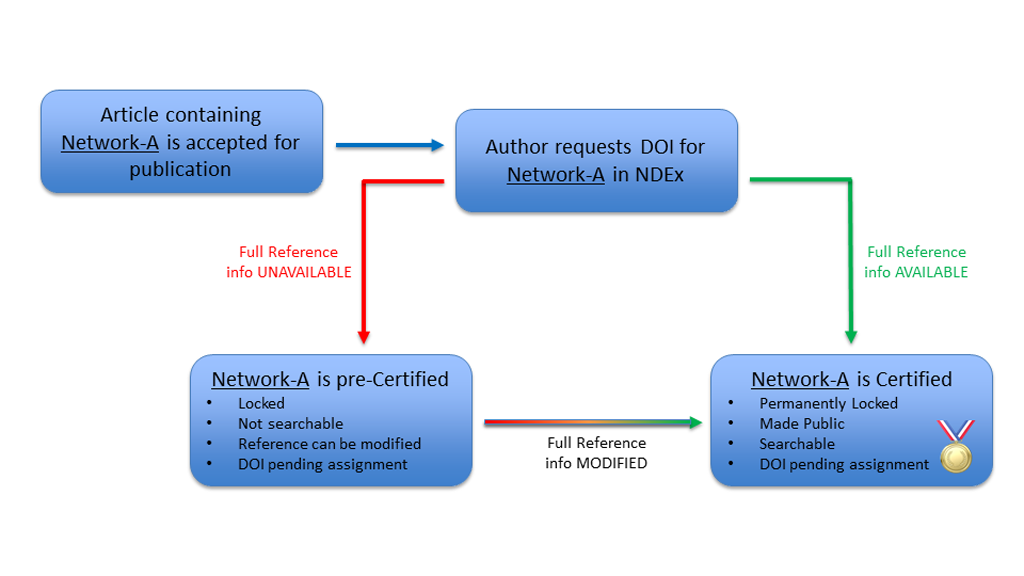 Article containing
Network-A is accepted for
publication
Author requests DOI for
Network-A in NDEx
Full Reference
info UNAVAILABLE
Full Reference
info AVAILABLE
Network-A is pre-Certified
• Locked
• Not searchable
• Reference can be modified
• DOI pending assignment
Full Reference
info MODIFIED
Network-A is Certified
• Permanently Locked
• Made Public
• Searchable
• DOI pending assignment